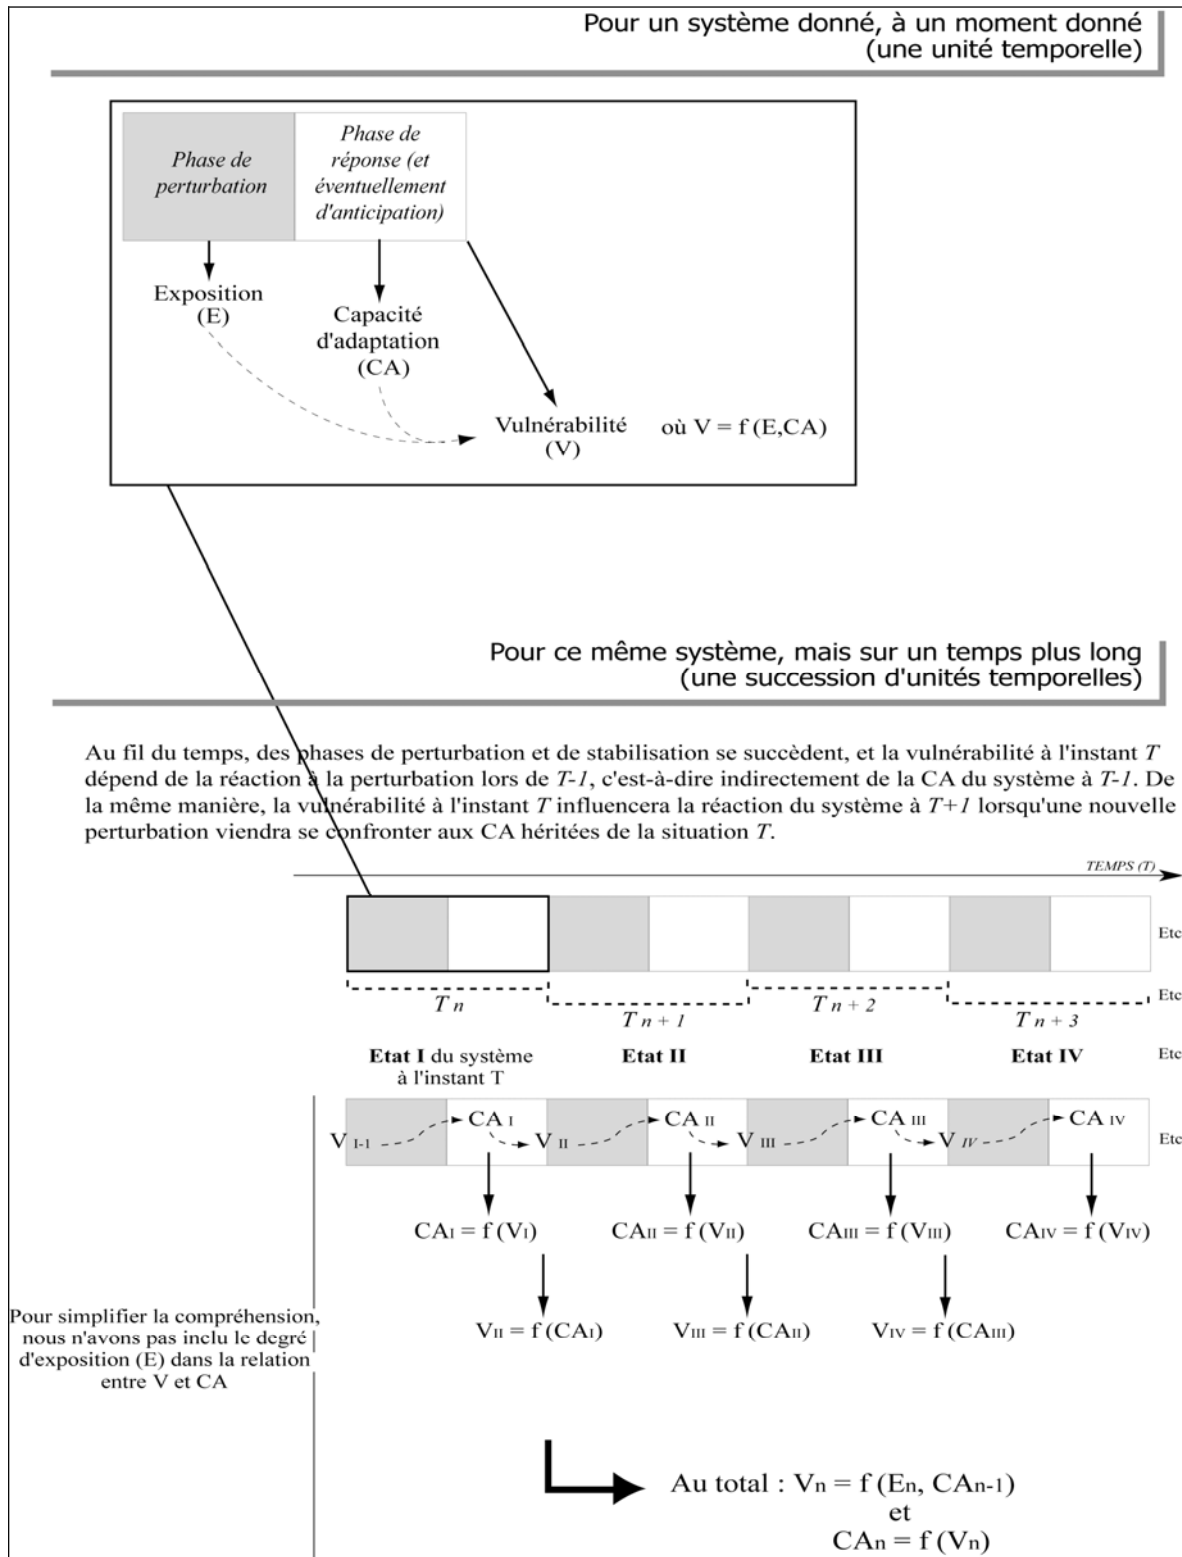 Pour un système donné, à un moment donné
(une unité temporelle)
Phase de
perturbation
Phase de
réponse (et
éventuellement
d'anticipation)
Exposition
(E)
Capacité
d'adaptation
(CA)
Vulnérabilité
(V)
où V = f (E,CA)
Pour ce même système, mais sur un temps plus long
(une succession d'unités temporelles)
Au fil du temps, des phases de perturbation et de stabilisation se succèdent, et la vulnérabilité à l'instant T
dépend de la réaction à la perturbation lors de T-1, c'est-à-dire indirectement de la CA du système à T-1. De
la même manière, la vulnérabilité à l'instant T influencera la réaction du système à T+1 lorsqu'une nouvelle
perturbation viendra se confronter aux CA héritées de la situation T.
TEMPS (T)
Etc
T n
T n + 1
T n + 2
T n + 3
Etc
Etat I du système
à l'instant T
Etat II
Etat III
Etat IV
Etc
V I-1
CA I
V II
CA II
V III
CA III
V IV
CA IV
Etc
CAI = f (VI)
CAII = f (VII)
CAIII = f (VIII)
CAIV = f (VIV)
VII = f (CAI)
VIII = f (CAII)
VIV = f (CAIII)
Pour simplifier la compréhension,
nous n'avons pas inclu le degré
d'exposition (E) dans la relation
entre V et CA
Au total : Vn = f (En, CAn-1)
et
CAn = f (Vn)